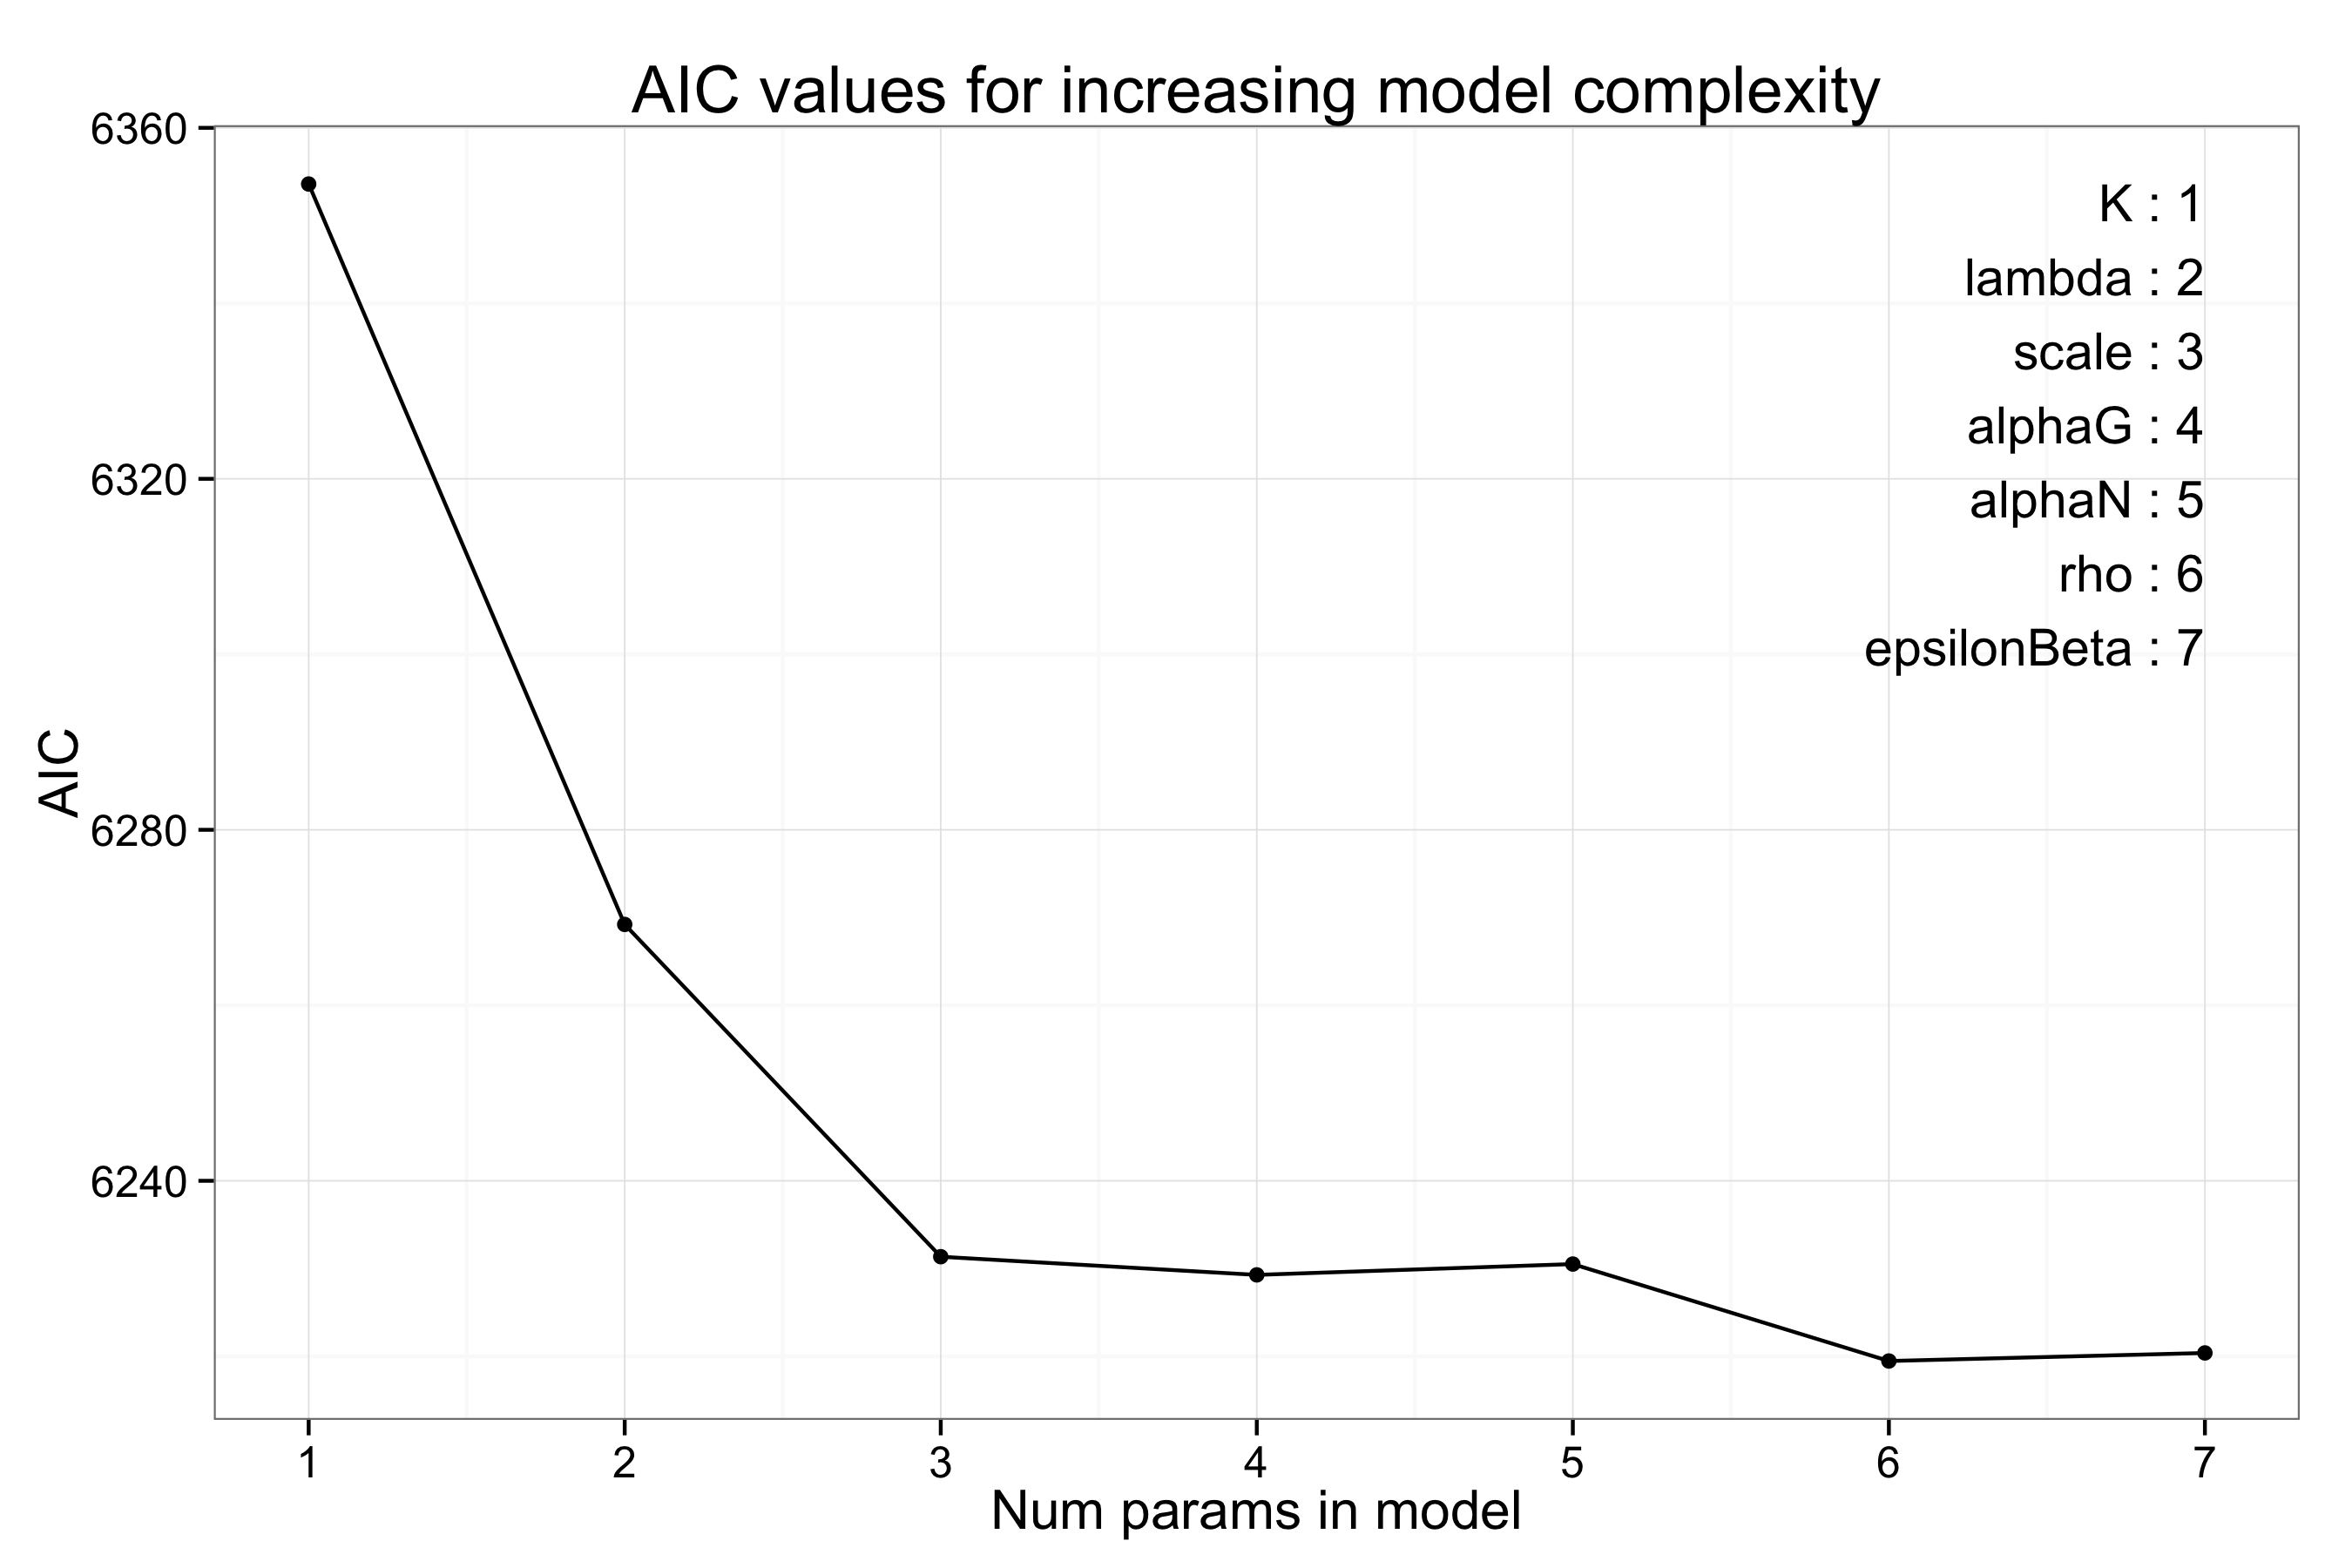 AIC values for increasing model complexity
6360
6320
6280
6240
AIC
K : 1
lambda : 2
scale : 3
alphaG : 4
alphaN : 5
rho : 6
epsilonBeta : 7
1 2 3 4 5 6 7
Num params in model